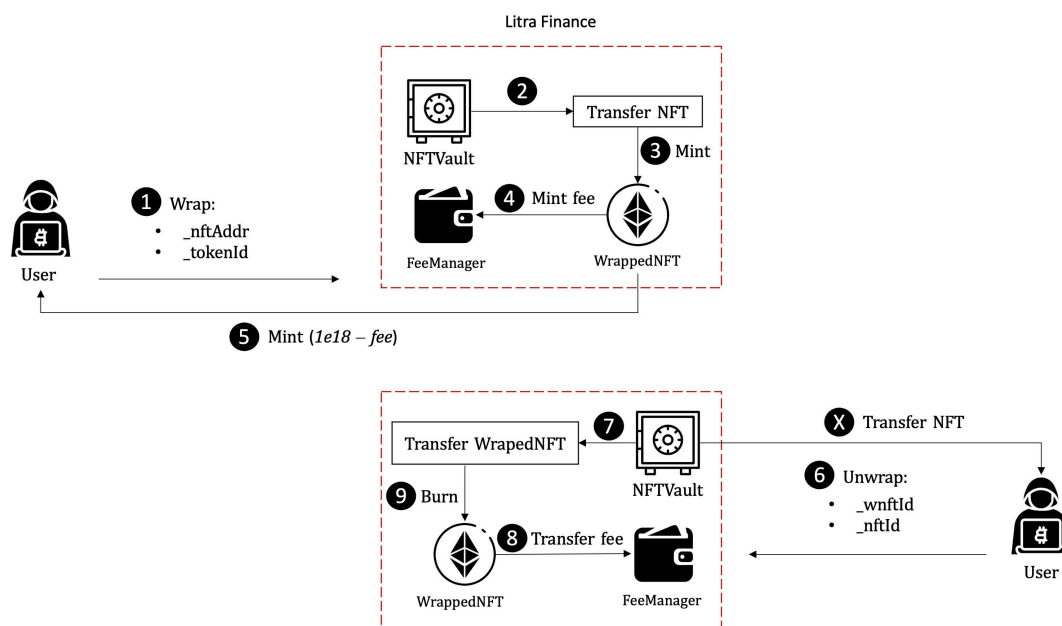 Litra Finance
2
Transfer NFT
NFTVault
3 Mint
1 Wrap:
• _nftAddr
• _tokenId
4 Mint fee
User
FeeManager
WrappedNFT
5 Mint (1e18 – fee)
Transfer WrapedNFT
7
X Transfer NFT
NFTVault
6 Unwrap:
• _wnftId
• _nftId
9 Burn
8 Transfer fee
WrappedNFT
FeeManager
User